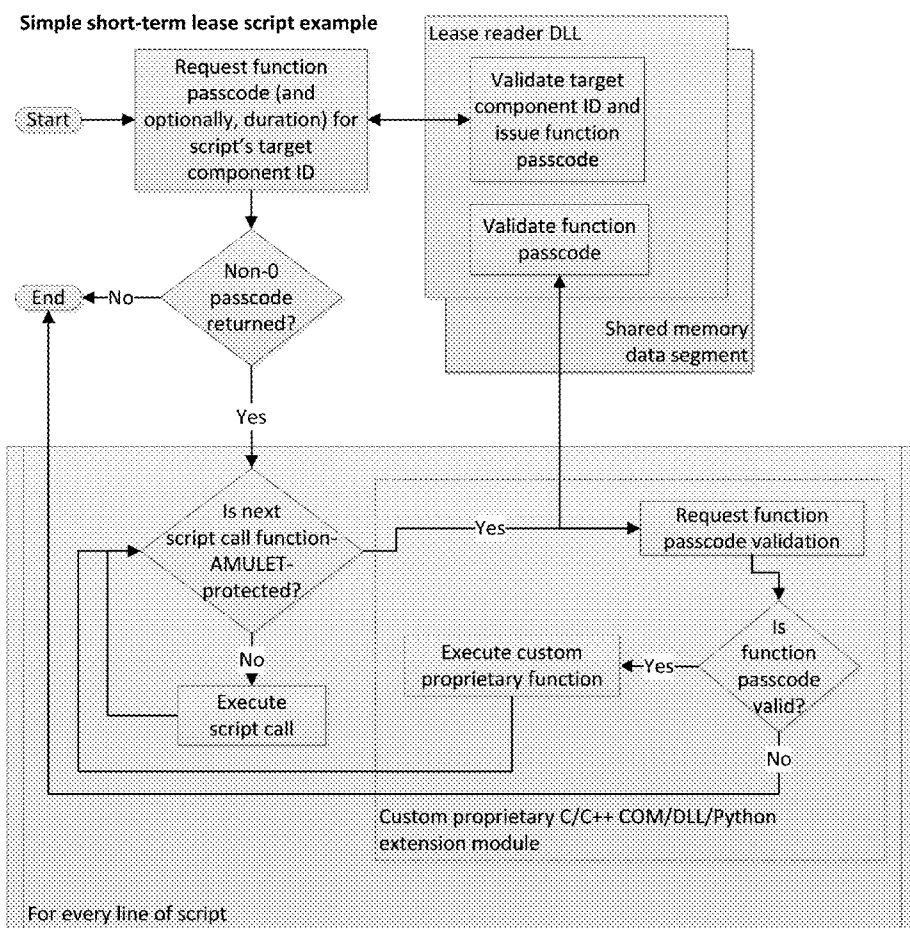 Simple short-term lease script example
Lease reader DLL
Request function
passcode (and
optionally, duration) for
script's target
component ID
Start
Validate target
component ID and
issue function
passcode
Validate function
passcode
Non-0
passcode
returned?
No
End
Shared memory
data segment
Yes
Is next
script call function-
AMULET-
protected?
Yes
Request function
passcode validation
No
Execute
script call
Execute custom
proprietary function
Yes
Is
function
passcode
valid?
No
Custom proprietary C/C++ COM/DLL/Python
extension module
For every line of script